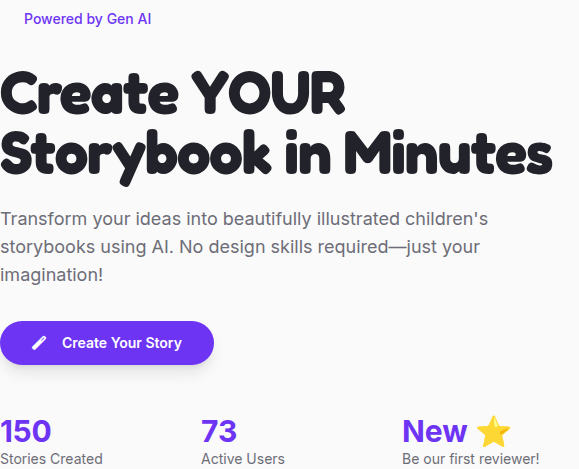 Powered by Gen AI
Create YOUR
Storybook in Minutes
Transform your ideas into beautifully illustrated children's
storybooks using AI. No design skills required—just your
imagination!
Create Your Story
150
73
New ⭐
Stories Created
Active Users
Be our first reviewer!